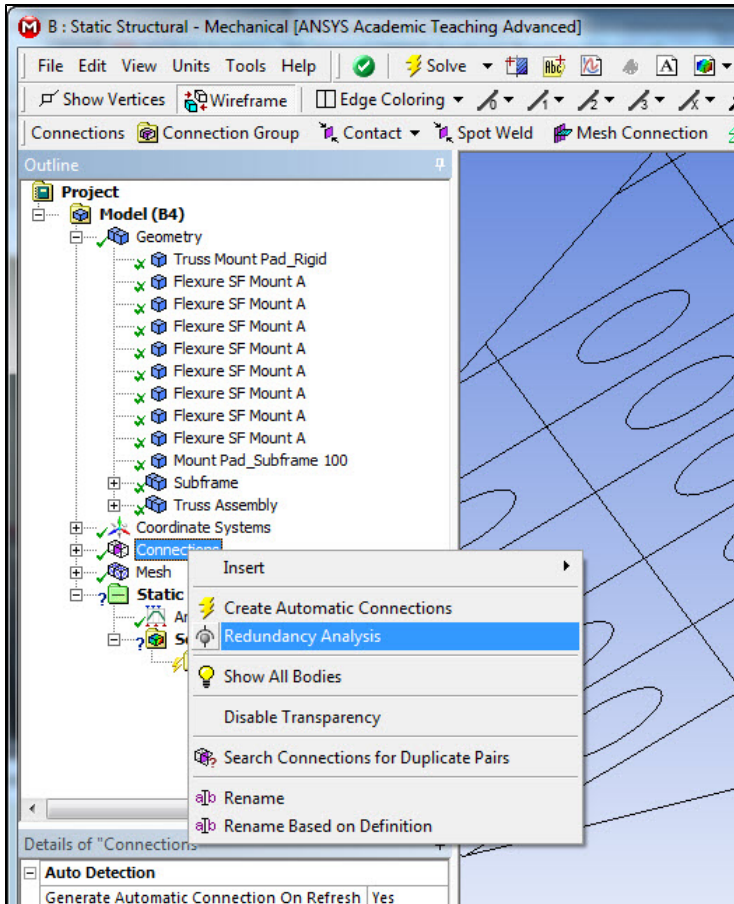 B : Static Structural - Mechanical [ANSYS Academic Teaching Advanced]
File Edit View Units Tools Help Solve Abc A
Show Vertices Wireframe Edge Coloring
Connections Connection Group Contact Spot Weld Mesh Connection
Outline
Project
Model (B4)
Geometry
Truss Mount Pad_Rigid
Flexure SF Mount A
Flexure SF Mount A
Flexure SF Mount A
Flexure SF Mount A
Flexure SF Mount A
Flexure SF Mount A
Flexure SF Mount A
Flexure SF Mount A
Mount Pad_Subframe 100
Subframe
Truss Assembly
Coordinate Systems
Connections
Mesh
Static
An
So
Insert
Create Automatic Connections
Redundancy Analysis
Show All Bodies
Disable Transparency
Search Connections for Duplicate Pairs
Rename
Rename Based on Definition
Details of "Connections"
Auto Detection
Generate Automatic Connection On Refresh Yes